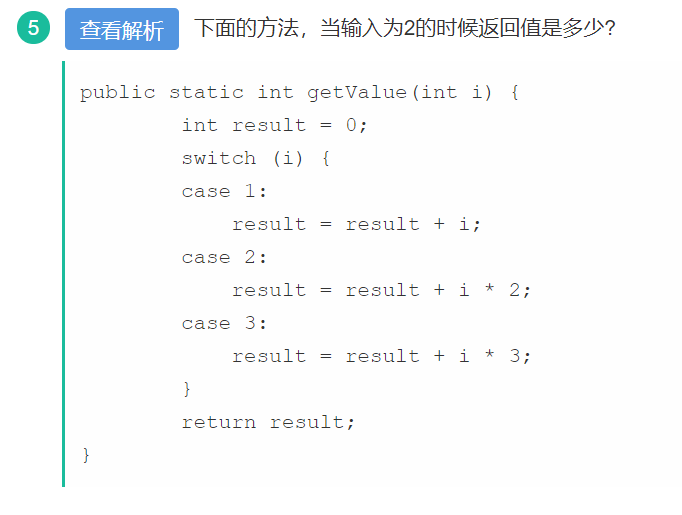 5 查看解析 下面的方法，当输入为2的时候返回值是多少?
public static int getValue(int i) {
        int result = 0;
        switch (i) {
        case 1:
            result = result + i;
        case 2:
            result = result + i * 2;
        case 3:
            result = result + i * 3;
        }
        return result;
}